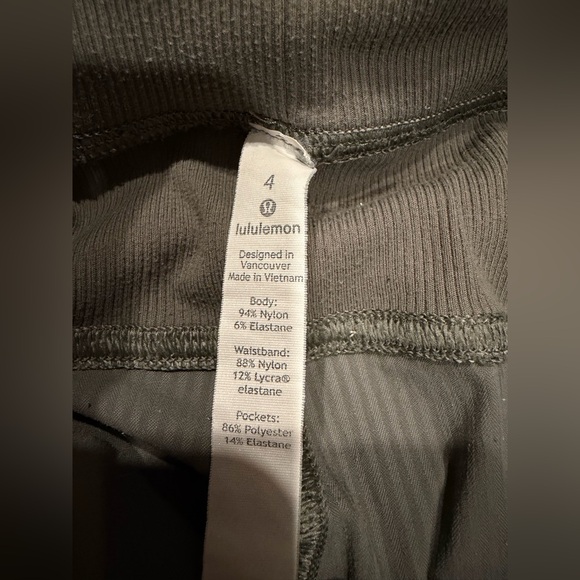 4
lululemon
Designed in
Vancouver
Made in Vietnam
Body:
94% Nylon
6% Elastane
Waistband:
88% Nylon
12% Lycra®
elastane
Pockets:
86% Polyester
14% Elastane